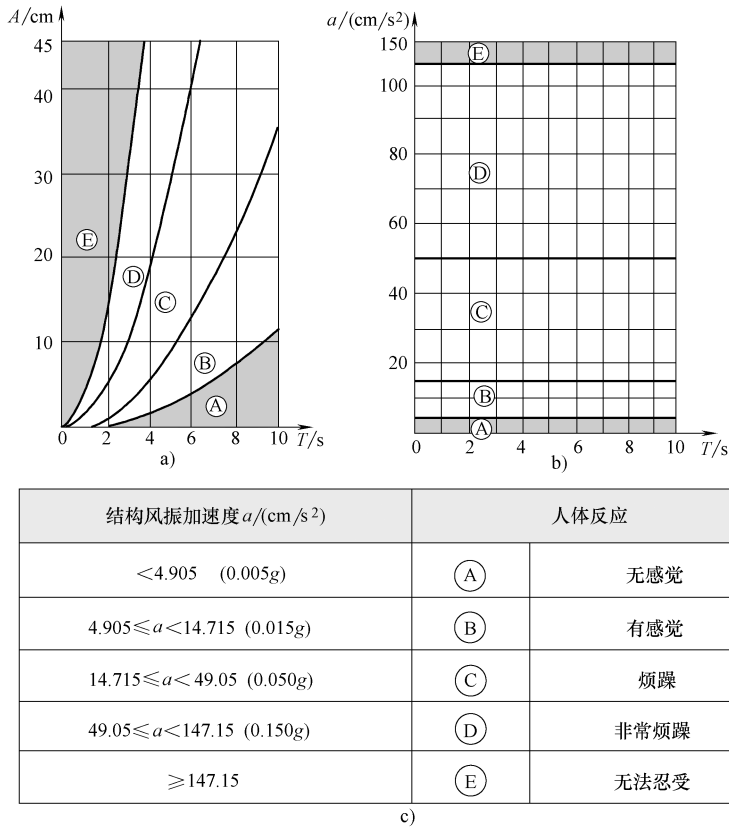 A/cm
45
40
30
20
10
0 2 4 6 8 10 T/s
Ⓔ
Ⓓ
Ⓒ
Ⓑ
Ⓐ
a)
a/(cm/s²)
150
100
80
60
40
20
0 2 4 6 8 10 T/s
Ⓔ
Ⓓ
Ⓒ
Ⓑ
Ⓐ
b)
结构风振加速度a/(cm/s²) 人体反应
<4.905 (0.005g) Ⓐ 无感觉
4.905≤a<14.715 (0.015g) Ⓑ 有感觉
14.715≤a<49.05 (0.050g) Ⓒ 烦躁
49.05≤a<147.15 (0.150g) Ⓓ 非常烦躁
≥147.15 Ⓔ 无法忍受
c)